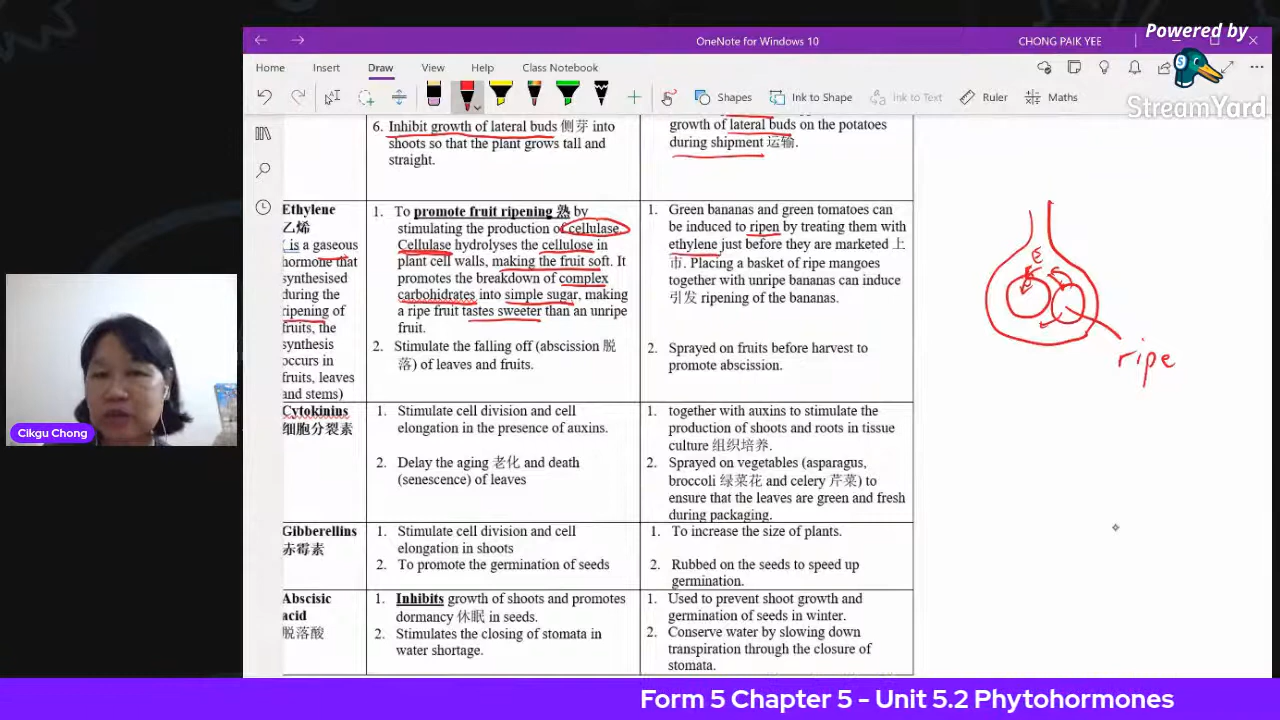 Powered by
StreamYard
OneNote for Windows 10
CHONG PAIK YEE
Home
Insert
Draw
View
Help
Class Notebook
Shapes
Ink to Shape
Ink to Text
Ruler
Maths
6. Inhibit growth of lateral buds 侧芽 into
shoots so that the plant grows tall and
straight.
growth of lateral buds on the potatoes
during shipment 运输.
Ethylene
乙烯
( is a gaseous
hormone that
synthesised
during the
ripening of
fruits, the
synthesis
occurs in
fruits, leaves
and stems)
1. To promote fruit ripening 熟 by
stimulating the production of cellulase.
Cellulase hydrolyses the cellulose in
plant cell walls, making the fruit soft. It
promotes the breakdown of complex
carbohydrates into simple sugar, making
a ripe fruit tastes sweeter than an unripe
fruit.
2. Stimulate the falling off (abscission 脱
落) of leaves and fruits.
1. Green bananas and green tomatoes can
be induced to ripen by treating them with
ethylene just before they are marketed 上
市. Placing a basket of ripe mangoes
together with unripe bananas can induce
引发 ripening of the bananas.
2. Sprayed on fruits before harvest to
promote abscission.
Cytokinins
细胞分裂素
1. Stimulate cell division and cell
elongation in the presence of auxins.
2. Delay the aging 老化 and death
(senescence) of leaves
1. together with auxins to stimulate the
production of shoots and roots in tissue
culture 组织培养.
2. Sprayed on vegetables (asparagus,
broccoli 绿菜花 and celery 芹菜) to
ensure that the leaves are green and fresh
during packaging.
Gibberellins
赤霉素
1. Stimulate cell division and cell
elongation in shoots
2. To promote the germination of seeds
1. To increase the size of plants.
2. Rubbed on the seeds to speed up
germination.
Abscisic
acid
脱落酸
1. Inhibits growth of shoots and promotes
dormancy 休眠 in seeds.
2. Stimulates the closing of stomata in
water shortage.
1. Used to prevent shoot growth and
germination of seeds in winter.
2. Conserve water by slowing down
transpiration through the closure of
stomata.
E
ripe
Cikgu Chong
Form 5 Chapter 5 - Unit 5.2 Phytohormones